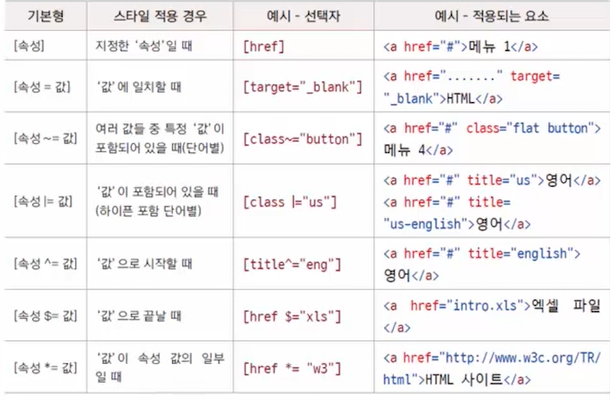 기본형 스타일 적용 경우 예시 - 선택자 예시 - 적용되는 요소
[속성] 지정한 '속성'일 때 [href] <a href="#">메뉴 1</a>
[속성 = 값] '값'에 일치할 때 [target="_blank"] <a href="......." target=
"_blank">HTML</a>
[속성 ~= 값] 여러 값들 중 특정 '값'이
포함되어 있을 때(단어별) [class~="button"] <a href="#" class="flat button">
메뉴 4</a>
[속성 |= 값] '값'이 포함되어 있을 때
(하이픈 포함 단어별) [class |="us"] <a href="#" title="us">영어</a>
<a href="#" title=
"us-english">영어</a>
[속성 ^= 값] '값'으로 시작할 때 [title^="eng"] <a href="#" title="english">
영어</a>
[속성 $= 값] '값'으로 끝날 때 [href $="xls"] <a href="intro.xls">엑셀 파일
</a>
[속성 *= 값] '값'이 속성 값의 일부
일 때 [href *= "w3"] <a href="http://www.w3c.org/TR/
html">HTML 사이트</a>